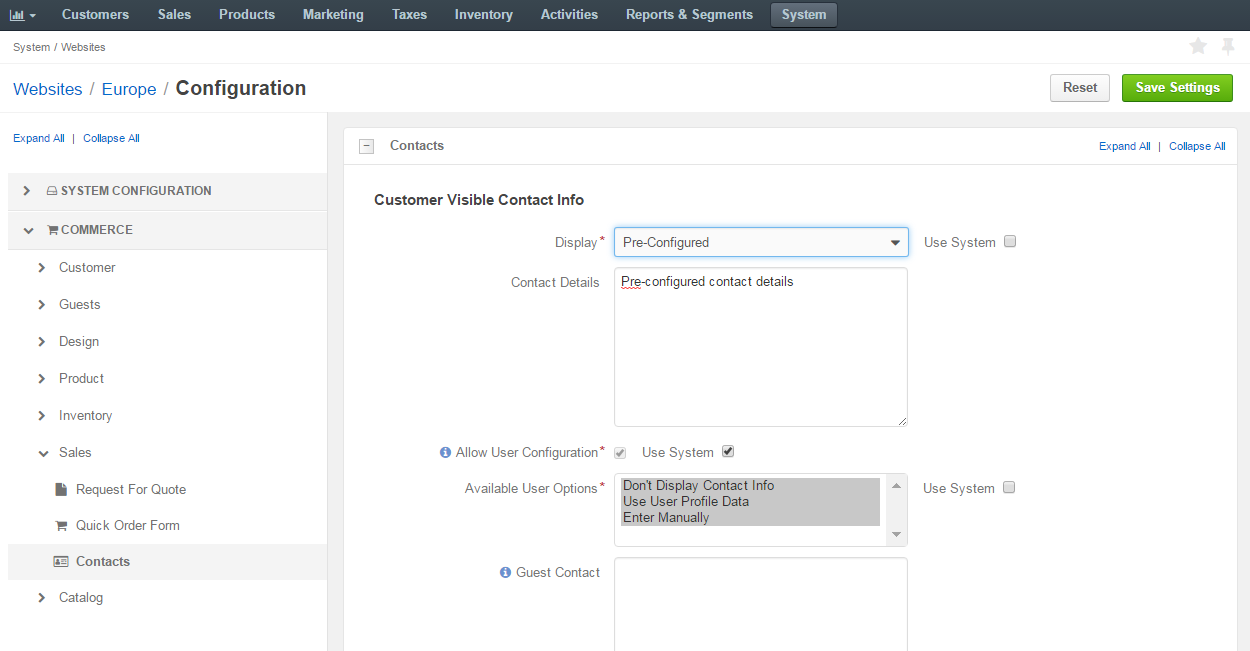 Customers Sales Products Marketing Taxes Inventory Activities Reports & Segments System
System / Websites
Websites / Europe / Configuration
Reset Save Settings
Expand All | Collapse All
SYSTEM CONFIGURATION
COMMERCE
Customer
Guests
Design
Product
Inventory
Sales
Request For Quote
Quick Order Form
Contacts
Catalog
Contacts Expand All | Collapse All
Customer Visible Contact Info
Display* Pre-Configured Use System
Contact Details Pre-configured contact details
Allow User Configuration* Use System
Available User Options* Don't Display Contact Info Use System
Use User Profile Data
Enter Manually
Guest Contact